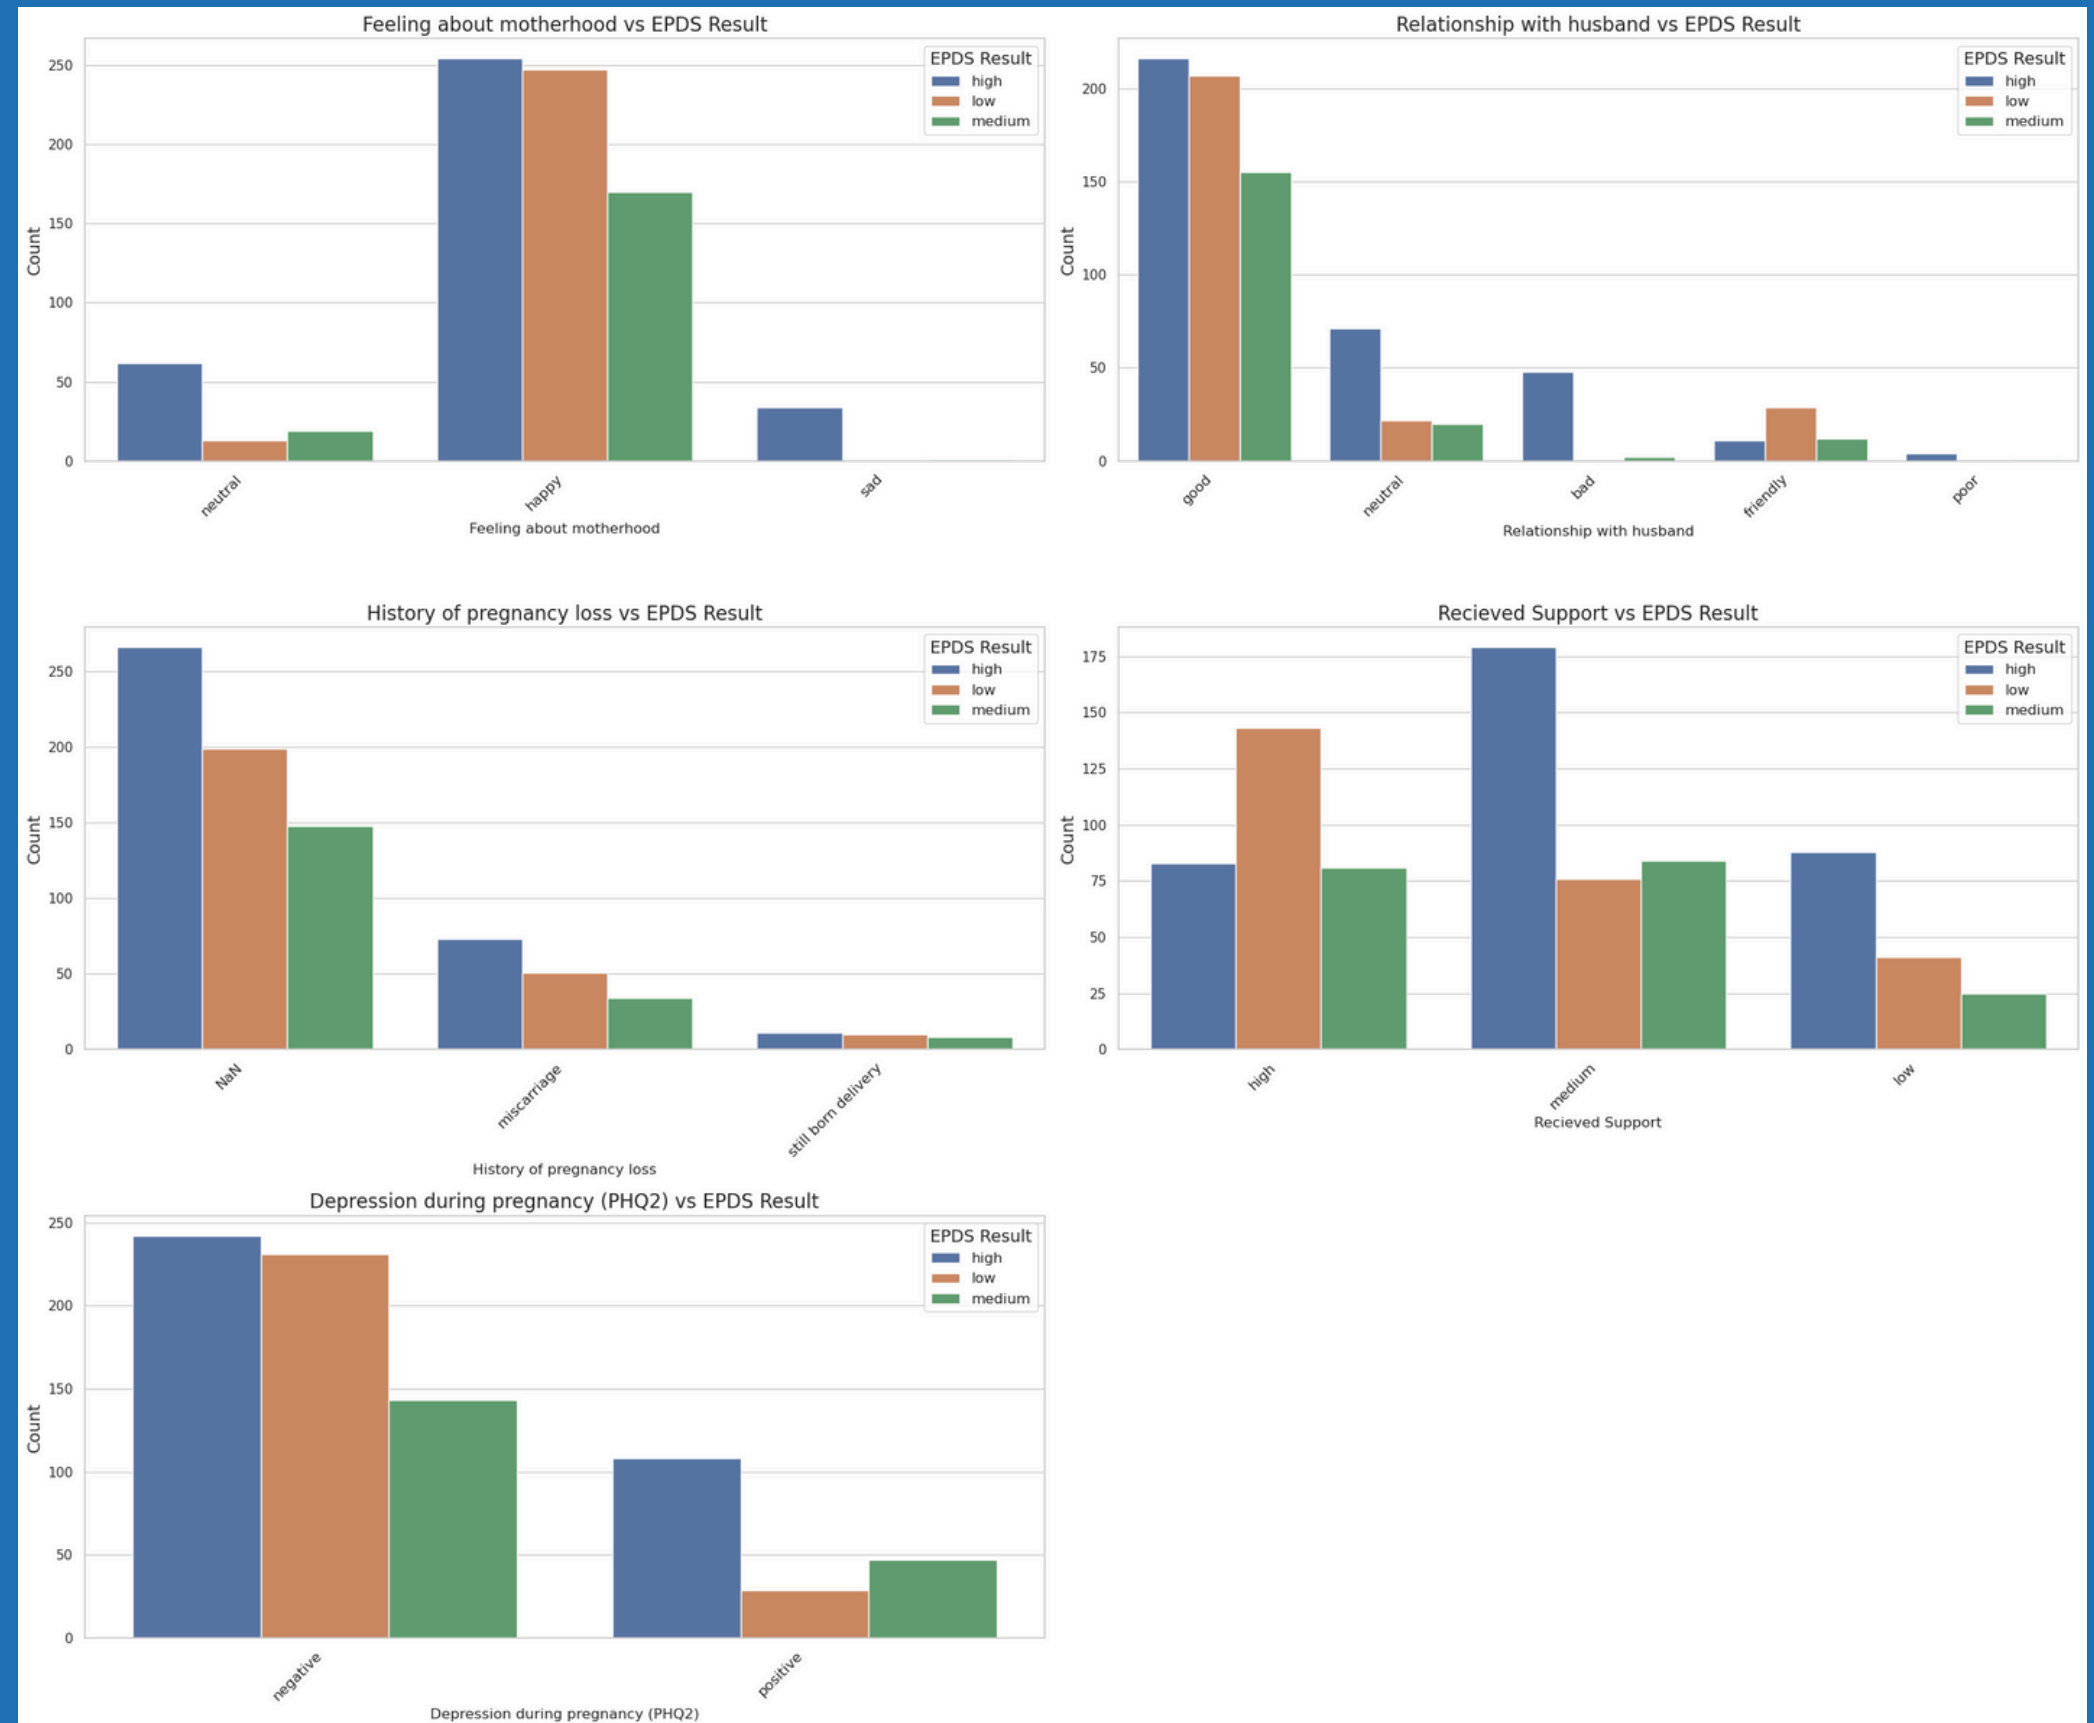 Feeling about motherhood vs EPDS Result
EPDS Result
high
low
medium
250
200
150
100
50
0
Count
neutral
happy
sad
Feeling about motherhood
Relationship with husband vs EPDS Result
EPDS Result
high
low
medium
200
150
100
50
0
Count
good
neutral
bad
friendly
poor
Relationship with husband
History of pregnancy loss vs EPDS Result
EPDS Result
high
low
medium
250
200
150
100
50
0
Count
NaN
miscarriage
still born delivery
History of pregnancy loss
Recieved Support vs EPDS Result
EPDS Result
high
low
medium
175
150
125
100
75
50
25
0
Count
high
medium
low
Recieved Support
Depression during pregnancy (PHQ2) vs EPDS Result
EPDS Result
high
low
medium
250
200
150
100
50
0
Count
negative
positive
Depression during pregnancy (PHQ2)